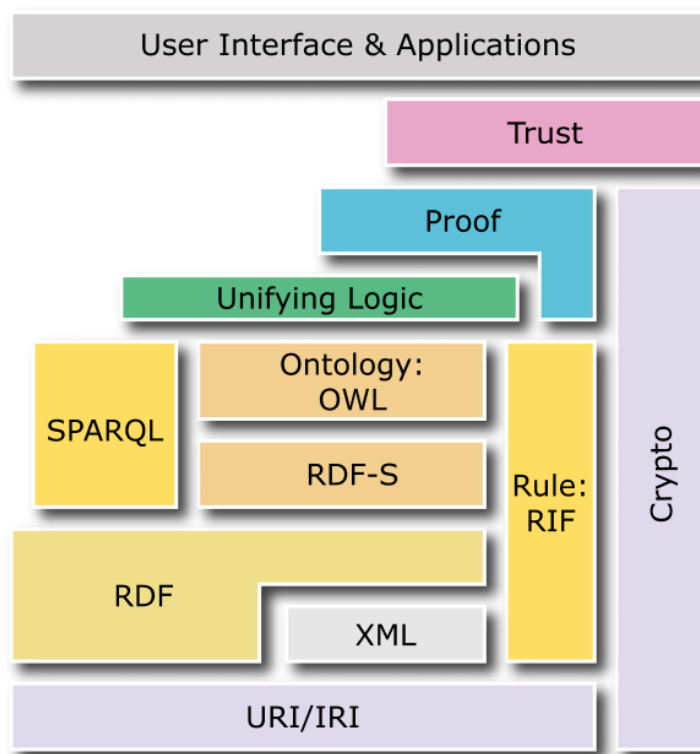 User Interface & Applications
Trust
Proof
Unifying Logic
Ontology:
OWL
SPARQL
RDF-S
Rule:
RIF
Crypto
RDF
XML
URI/IRI